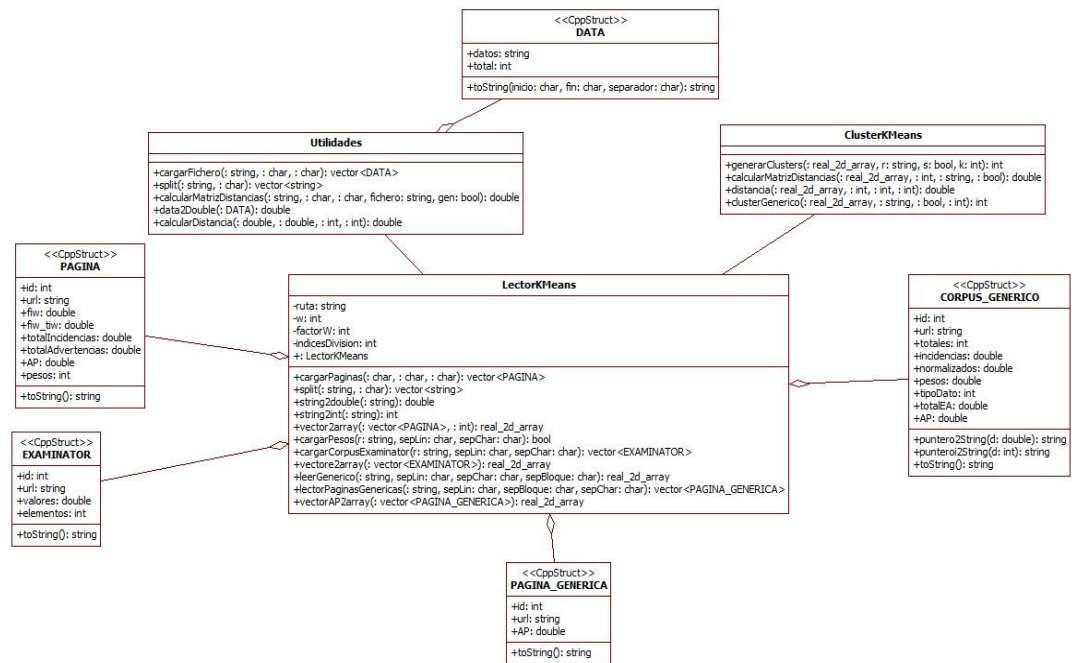 <<CppStruct>>
DATA
+datos: string
+total: int
+toString(inicio: char, fin: char, separador: char): string
Utilidades
+cargarFichero(: string, : char, : char): vector<DATA>
+split(: string, : char): vector<string>
+calcularMatrizDistancias(: string, : char, : char, fichero: string, gen: bool): double
+data2Double(: DATA): double
+calcularDistancia(: double, : double, : int, : int): double
ClusterKMeans
+generarClusters(: real_2d_array, r: string, s: bool, k: int): int
+calcularMatrizDistancias(: real_2d_array, : int, : string, : bool): double
+distancia(: real_2d_array, : int, : int, : int): double
+clusterGenerico(: real_2d_array, : string, : bool, : int): int
<<CppStruct>>
PAGINA
+id: int
+url: string
+fiw: double
+fiw_tiw: double
+totalIncidencias: double
+totalAdvertencias: double
+AP: double
+pesos: int
+toString(): string
LectorKMeans
-ruta: string
-w: int
-factorW: int
-indicesDivision: int
+: LectorKMeans
+cargarPaginas(: char, : char, : char): vector<PAGINA>
+split(: string, : char): vector<string>
+string2double(: string): double
+string2int(: string): int
+vector2array(: vector<PAGINA>, : int): real_2d_array
+cargarPesos(r: string, sepLin: char, sepChar: char): bool
+cargarCorpusExaminator(r: string, sepLin: char, sepChar: char): vector<EXAMINATOR>
+vectore2array(: vector<EXAMINATOR>): real_2d_array
+leerGenerico(: string, sepLin: char, sepChar: char, sepBloque: char): real_2d_array
+lectorPaginasGenericas(: string, sepLin: char, sepBloque: char, sepChar: char): vector<PAGINA_GENERICA>
+vectorAP2array(: vector<PAGINA_GENERICA>): real_2d_array
<<CppStruct>>
CORPUS_GENERICO
+id: int
+url: string
+totales: int
+incidencias: double
+normalizados: double
+pesos: double
+tipoDato: int
+totalEA: double
+AP: double
+puntero2String(d: double): string
+punteroi2String(d: int): string
+toString(): string
<<CppStruct>>
EXAMINATOR
+id: int
+url: string
+valores: double
+elementos: int
+toString(): string
<<CppStruct>>
PAGINA_GENERICA
+id: int
+url: string
+AP: double
+toString(): string